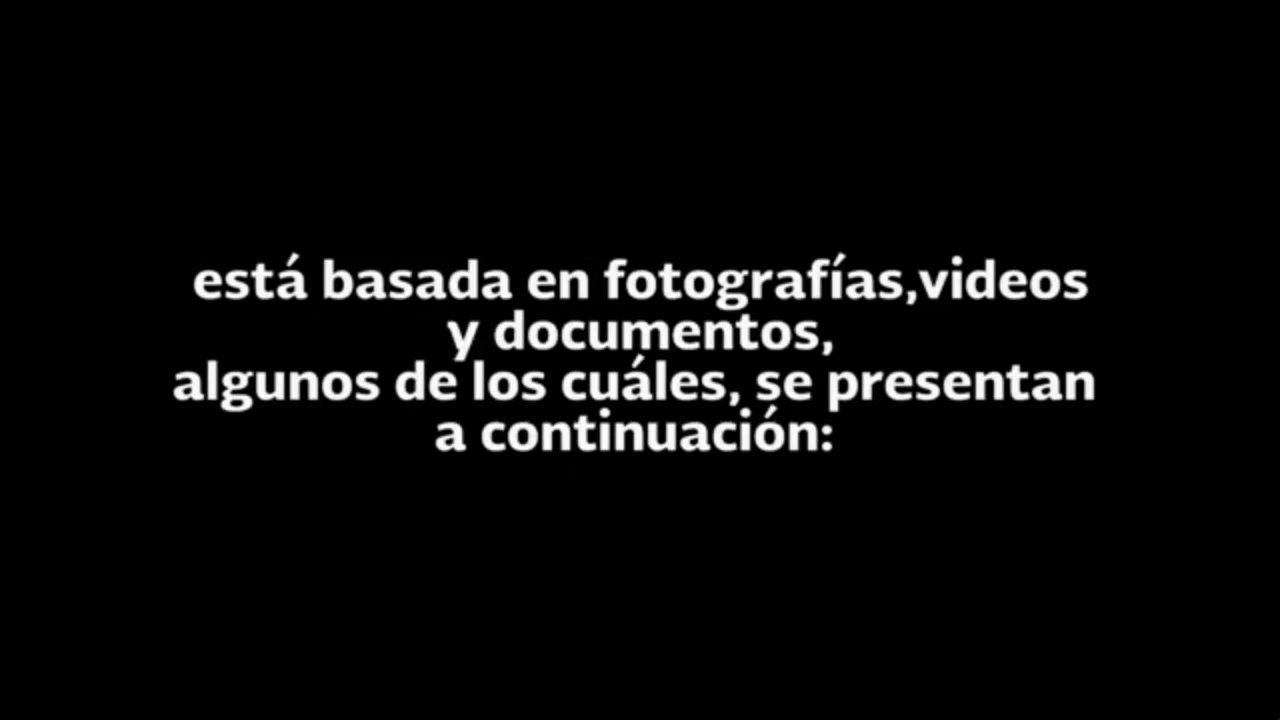 está basada en fotografías,videos
y documentos,
algunos de los cuáles, se presentan
a continuación: